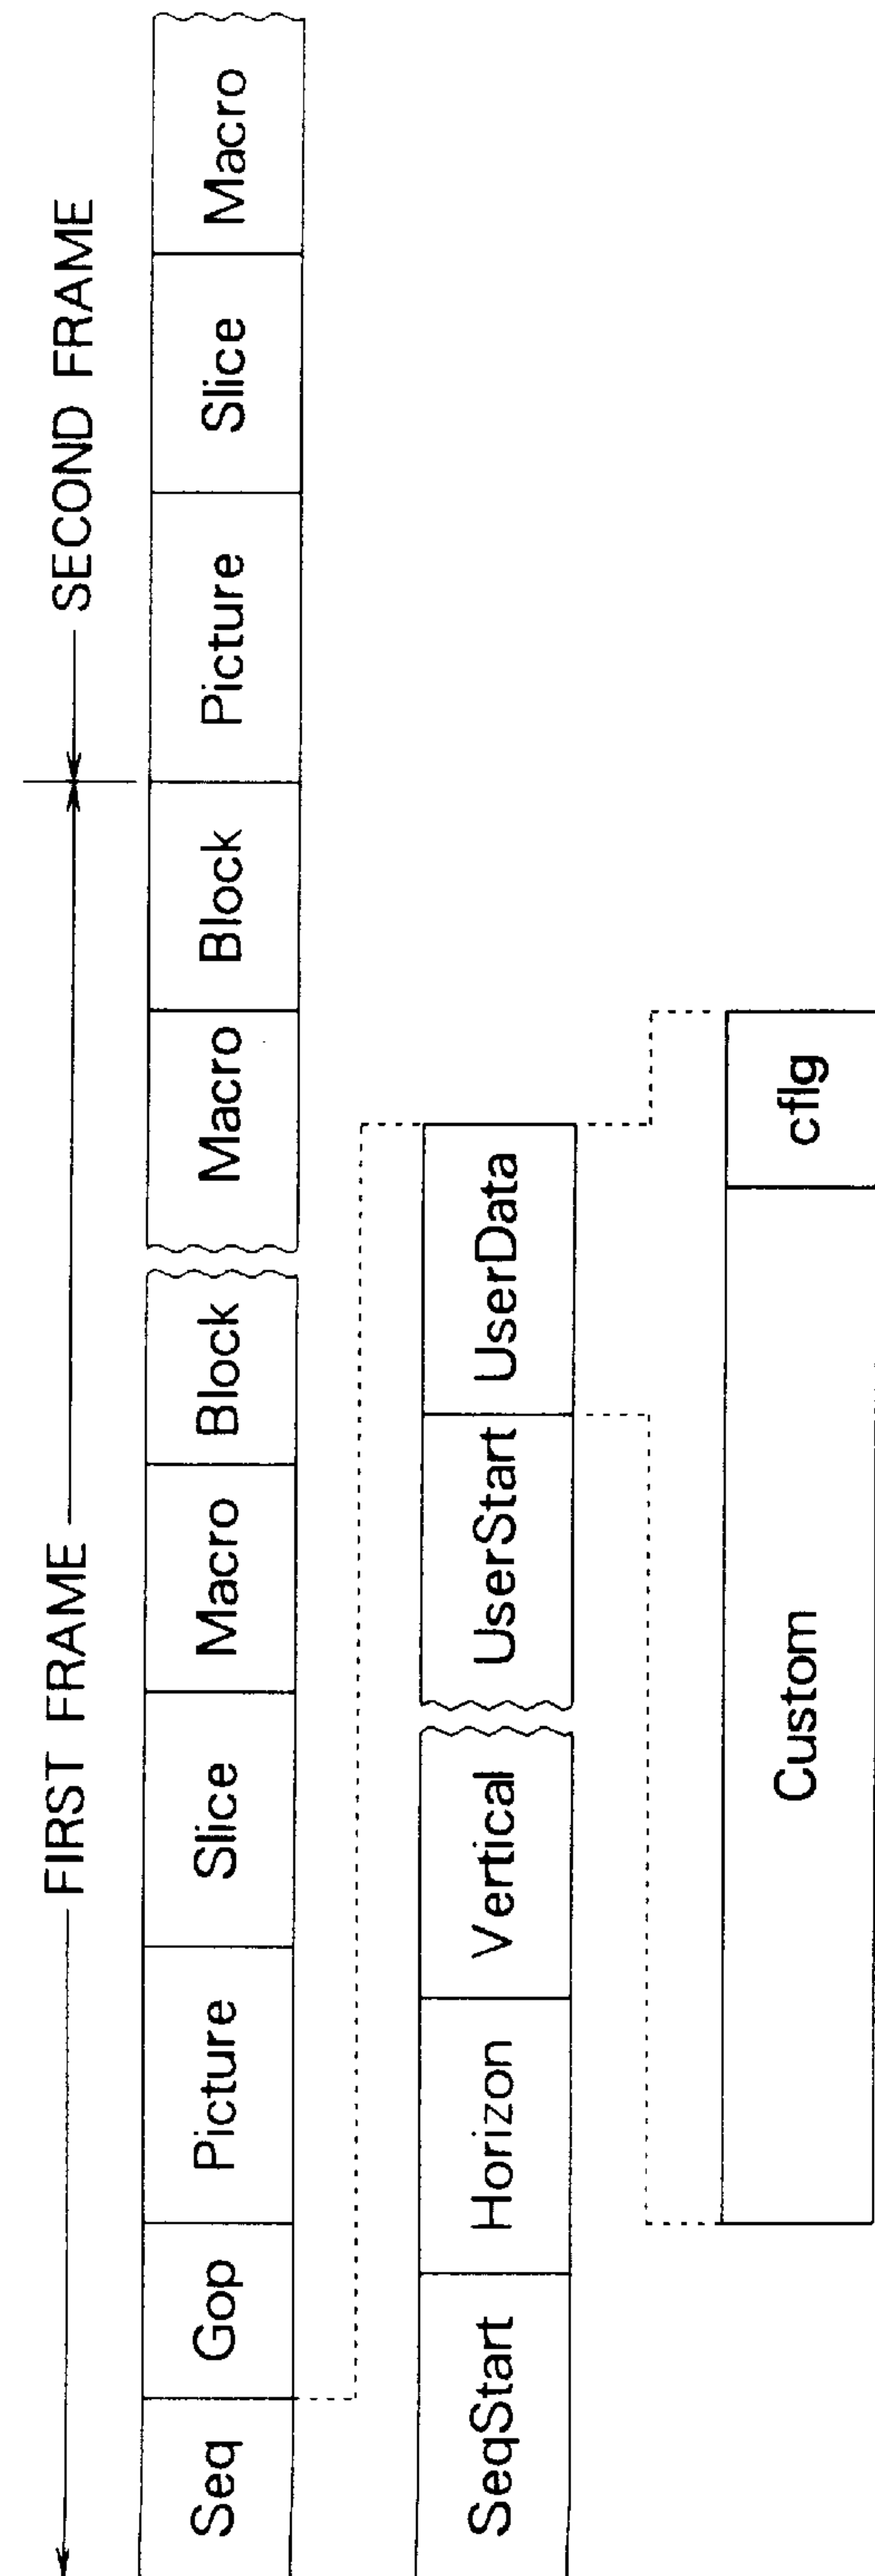 FIRST FRAME SECOND FRAME
Seq Gop Picture Slice Macro Block Macro Block Picture Slice Macro
SeqStart Horizon Vertical UserStart UserData
Custom cflg